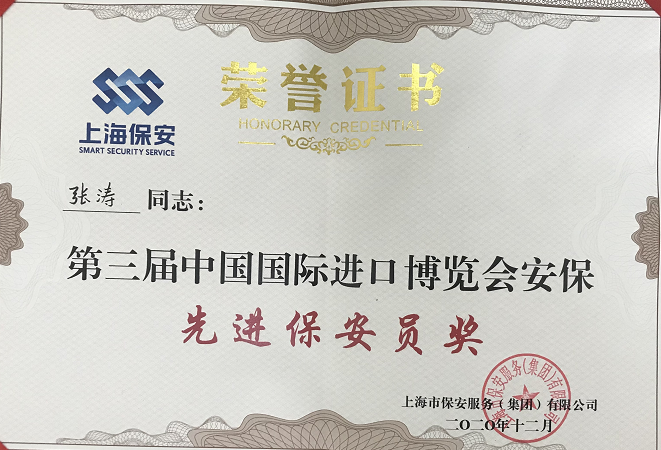 荣誉证书
HONORARY CREDENTIAL
上海保安
SMART SECURITY SERVICE
张涛 同志：
第三届中国国际进口博览会安保
先进保安员奖
上海市保安服务（集团）有限公司
二〇二〇年十二月